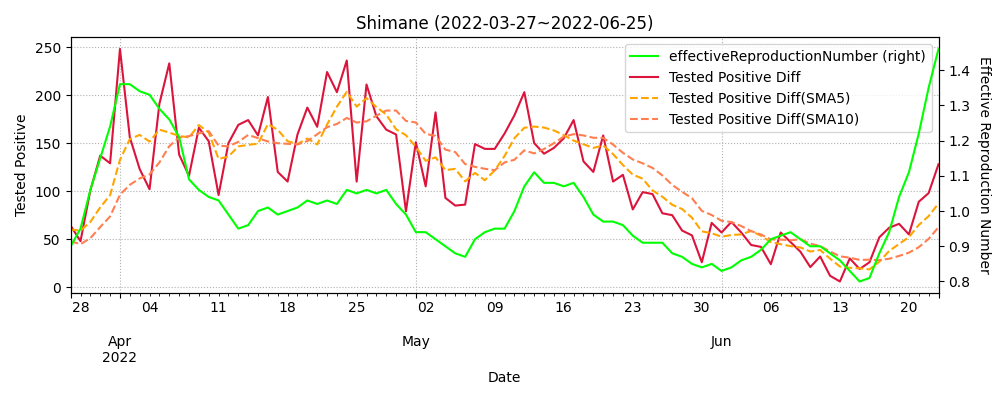 Shimane (2022-03-27~2022-06-25)
effectiveReproductionNumber (right)
Tested Positive Diff
Tested Positive Diff(SMA5)
Tested Positive Diff(SMA10)
Tested Positive
250
200
150
100
50
0
1.4
1.3
1.2
1.1
1.0
0.9
0.8
Effective Reproduction Number
28 04 11 18 25 02 09 16 23 06 13 20
Apr May Jun
2022
Date